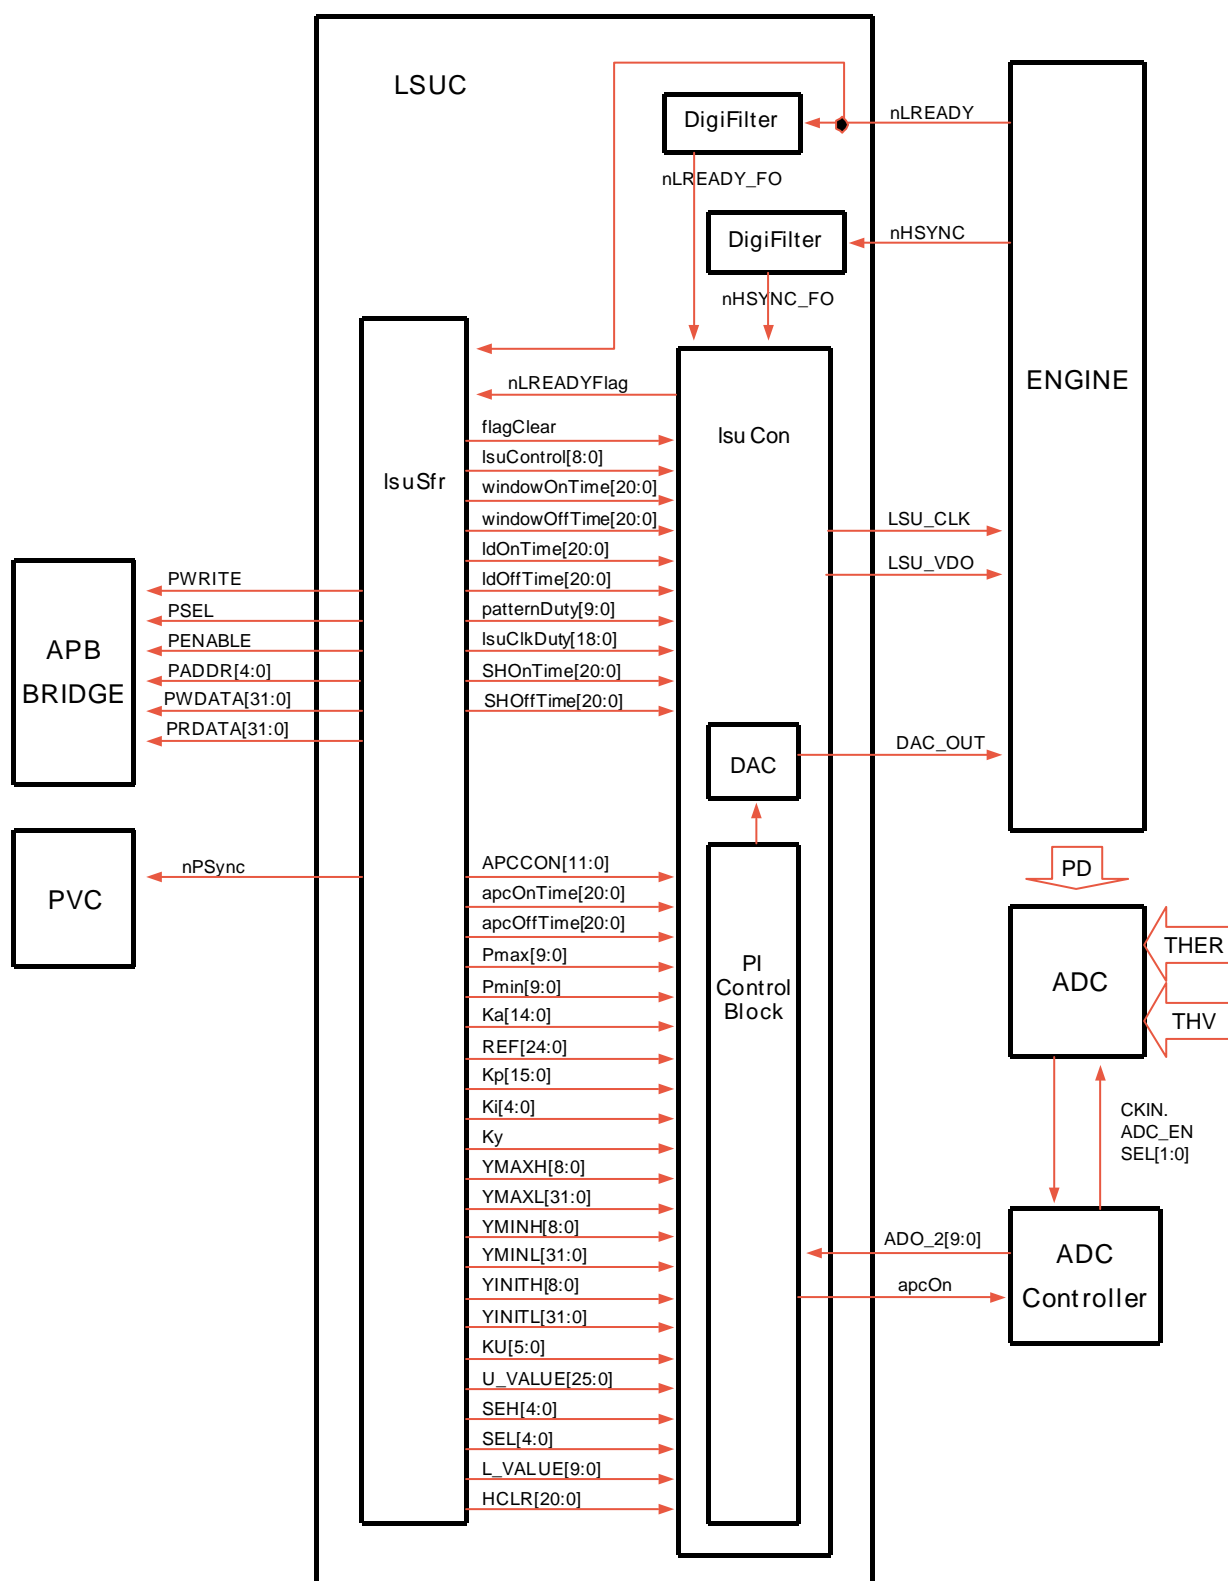 LSUC
DigiFilter
nLREADY
nLREADY_FO
DigiFilter
nHSYNC
nHSYNC_FO
ENGINE
nLREADYFlag
lsuCon
lsuSfr
flagClear
lsuControl[8:0]
windowOnTime[20:0]
windowOffTime[20:0]
ldOnTime[20:0]
ldOffTime[20:0]
patternDuty[9:0]
lsuClkDuty[18:0]
SHOnTime[20:0]
SHOffTime[20:0]
LSU_CLK
LSU_VDO
APB
BRIDGE
PWRITE
PSEL
PENABLE
PADDR[4:0]
PWDATA[31:0]
PRDATA[31:0]
DAC
DAC_OUT
PVC
nPSync
APCCON[11:0]
apcOnTime[20:0]
apcOffTime[20:0]
Pmax[9:0]
Pmin[9:0]
Ka[14:0]
REF[24:0]
Kp[15:0]
Ki[4:0]
Ky
YMAXH[8:0]
YMAXL[31:0]
YMINH[8:0]
YMINL[31:0]
YINITH[8:0]
YINITL[31:0]
KU[5:0]
U_VALUE[25:0]
SEH[4:0]
SEL[4:0]
L_VALUE[9:0]
HCLR[20:0]
PI
Control
Block
PD
ADC
THER
THV
CKIN.
ADC_EN
SEL[1:0]
ADO_2[9:0]
apcOn
ADC
Controller